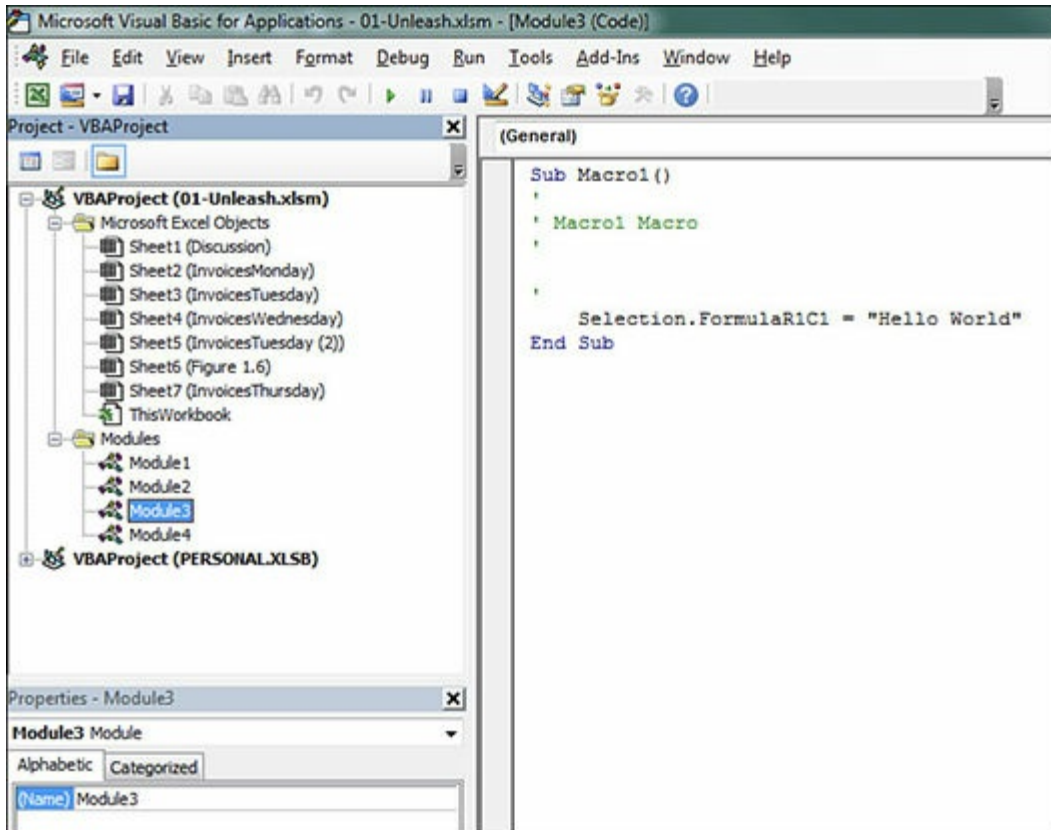 Microsoft Visual Basic for Applications - 01-Unleash.xlsm - [Module3 (Code)]
File Edit View Insert Format Debug Run Tools Add-Ins Window Help
Project - VBAProject
VBAProject (01-Unleash.xlsm)
Microsoft Excel Objects
Sheet1 (Discussion)
Sheet2 (InvoicesMonday)
Sheet3 (InvoicesTuesday)
Sheet4 (InvoicesWednesday)
Sheet5 (InvoicesTuesday (2))
Sheet6 (Figure 1.6)
Sheet7 (InvoicesThursday)
ThisWorkbook
Modules
Module1
Module2
Module3
Module4
VBAProject (PERSONAL.XLSB)
Properties - Module3
Module3 Module
Alphabetic Categorized
(Name) Module3
(General)
Sub Macro1()
'
' Macro1 Macro
'
'
Selection.FormulaR1C1 = "Hello World"
End Sub